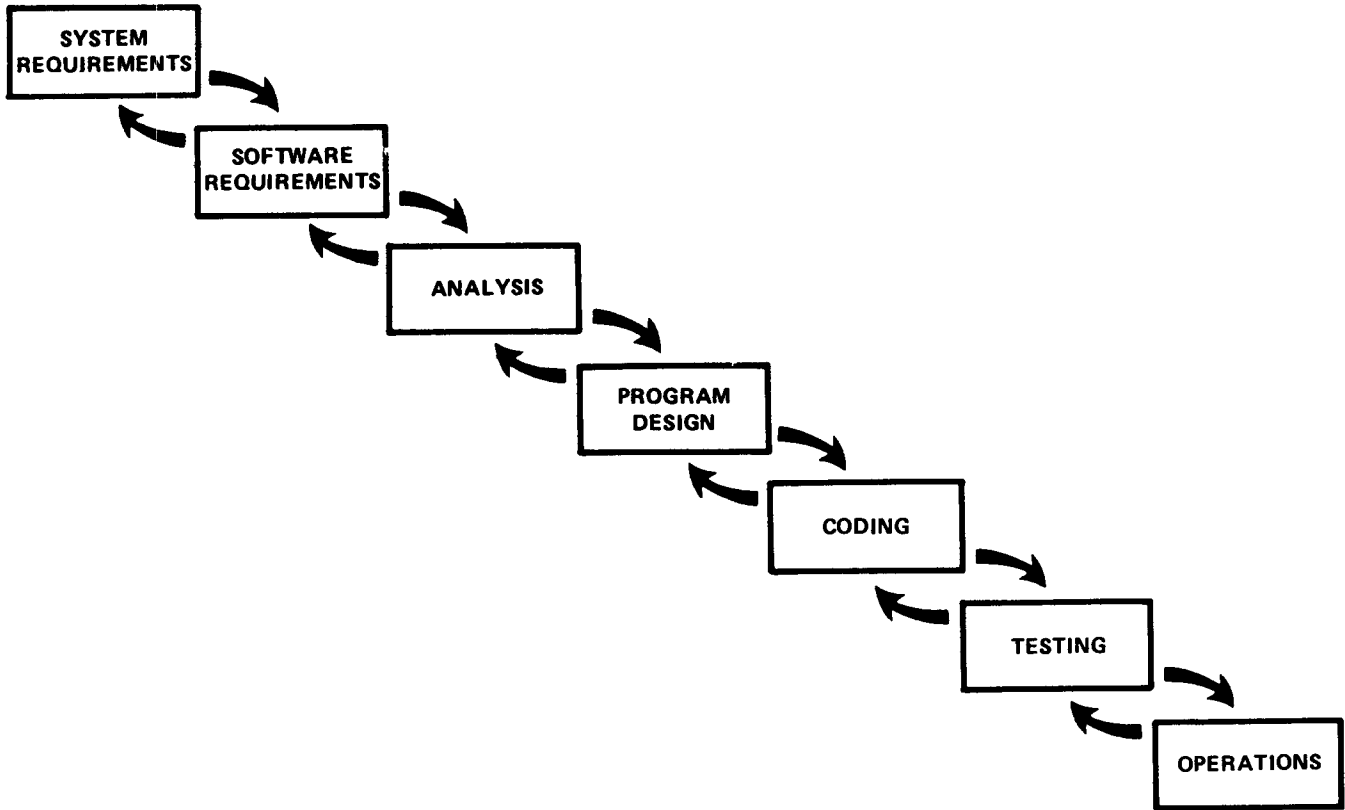 SYSTEM
REQUIREMENTS
SOFTWARE
REQUIREMENTS
ANALYSIS
PROGRAM
DESIGN
CODING
TESTING
OPERATIONS